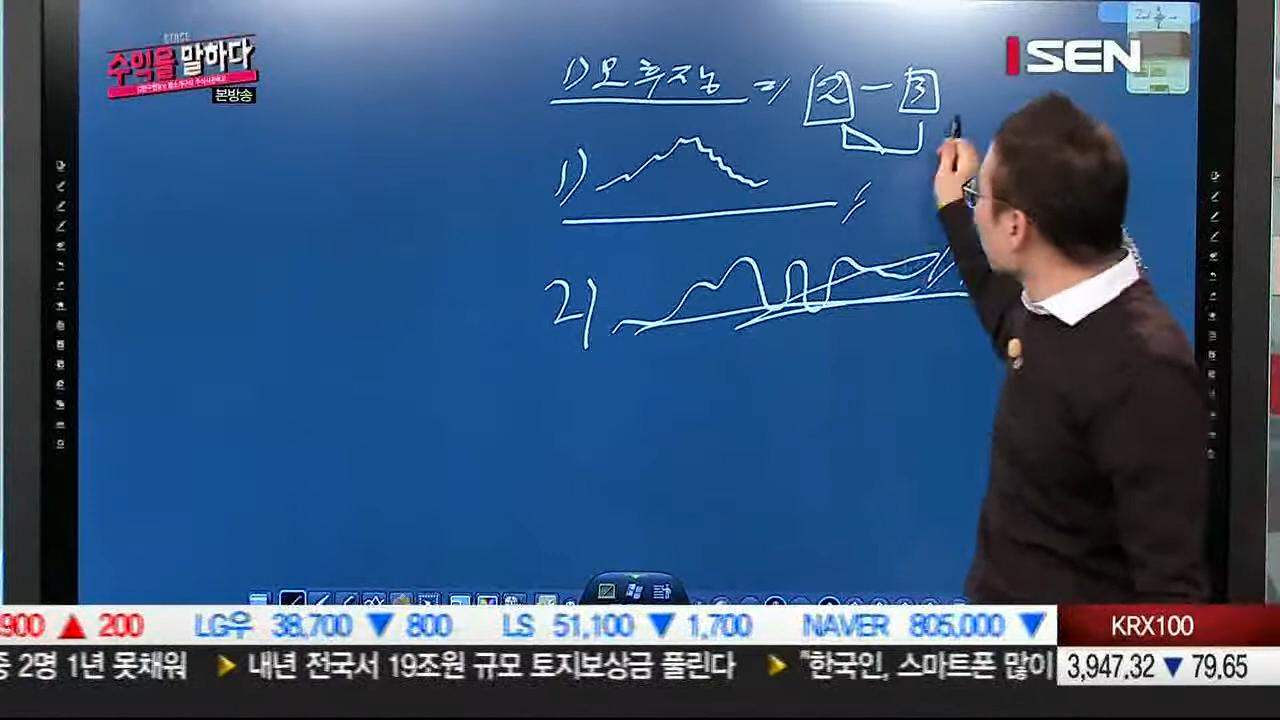 수익을 말하다
본방송
SEN
1) 오후장 => 2 - 3
1)
2)
900 ▲ 200 LG우 38,700 ▼ 800 LS 51,100 ▼ 1,700 NAVER 805,000 ▼
KRX100
중 2명 1년 못채워 ▶ 내년 전국서 19조원 규모 토지보상금 풀린다 ▶ "한국인, 스마트폰 많이
3,947.32 ▼ 79.65